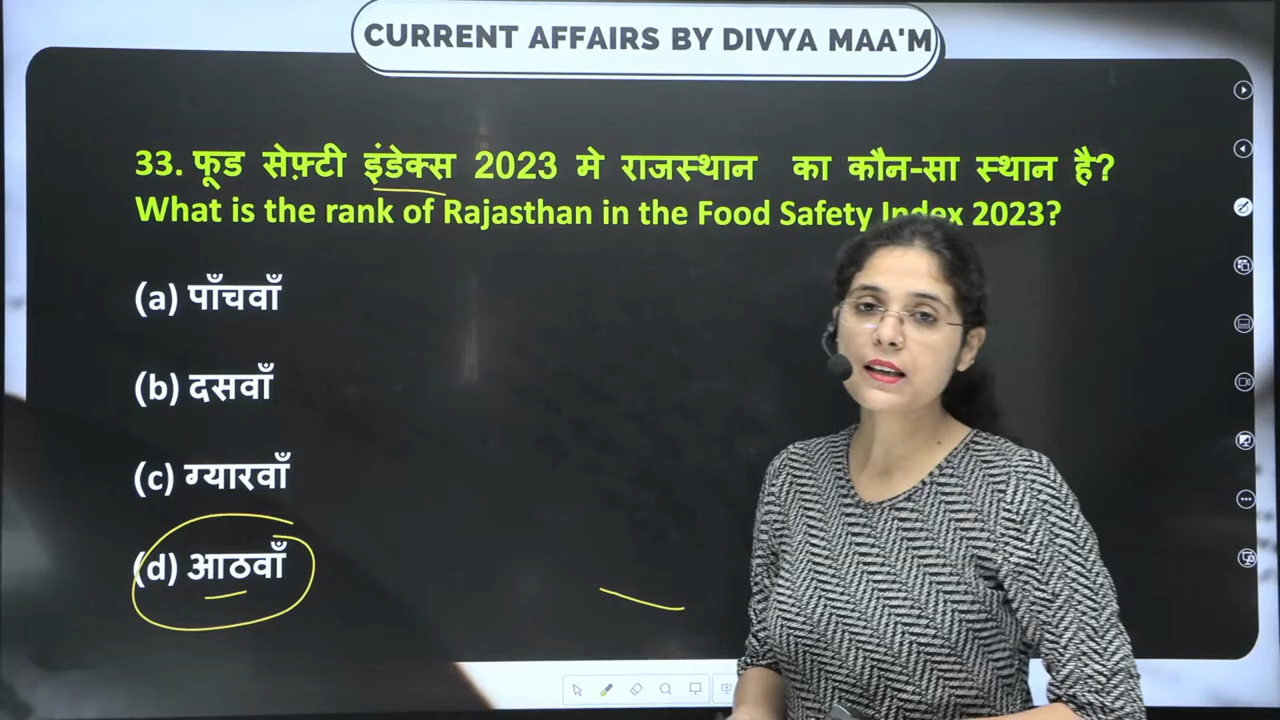 CURRENT AFFAIRS BY DIVYA MAA'M
33. फूड सेफ़्टी इंडेक्स 2023 मे राजस्थान का कौन-सा स्थान है?
What is the rank of Rajasthan in the Food Safety Index 2023?
(a) पाँचवाँ
(b) दसवाँ
(c) ग्यारवाँ
(d) आठवाँ